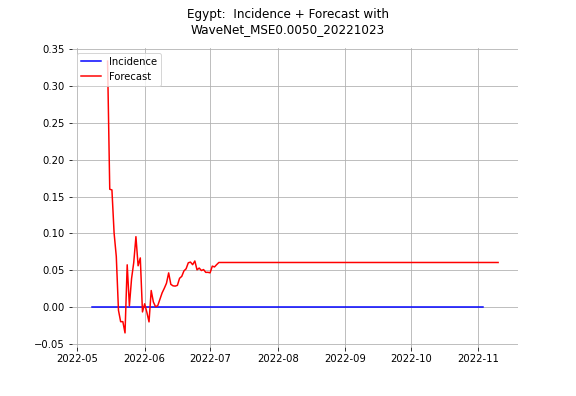 Egypt:  Incidence + Forecast with
WaveNet_MSE0.0050_20221023
Incidence
Forecast
0.35
0.30
0.25
0.20
0.15
0.10
0.05
0.00
−0.05
2022-05 2022-06 2022-07 2022-08 2022-09 2022-10 2022-11